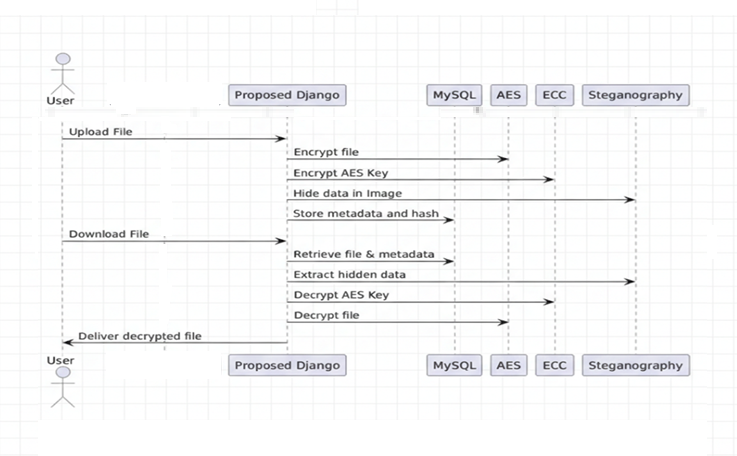 User
Proposed Django
MySQL
AES
ECC
Steganography
Upload File
Encrypt file
Encrypt AES Key
Hide data in Image
Store metadata and hash
Download File
Retrieve file & metadata
Extract hidden data
Decrypt AES Key
Decrypt file
Deliver decrypted file
User
Proposed Django
MySQL
AES
ECC
Steganography